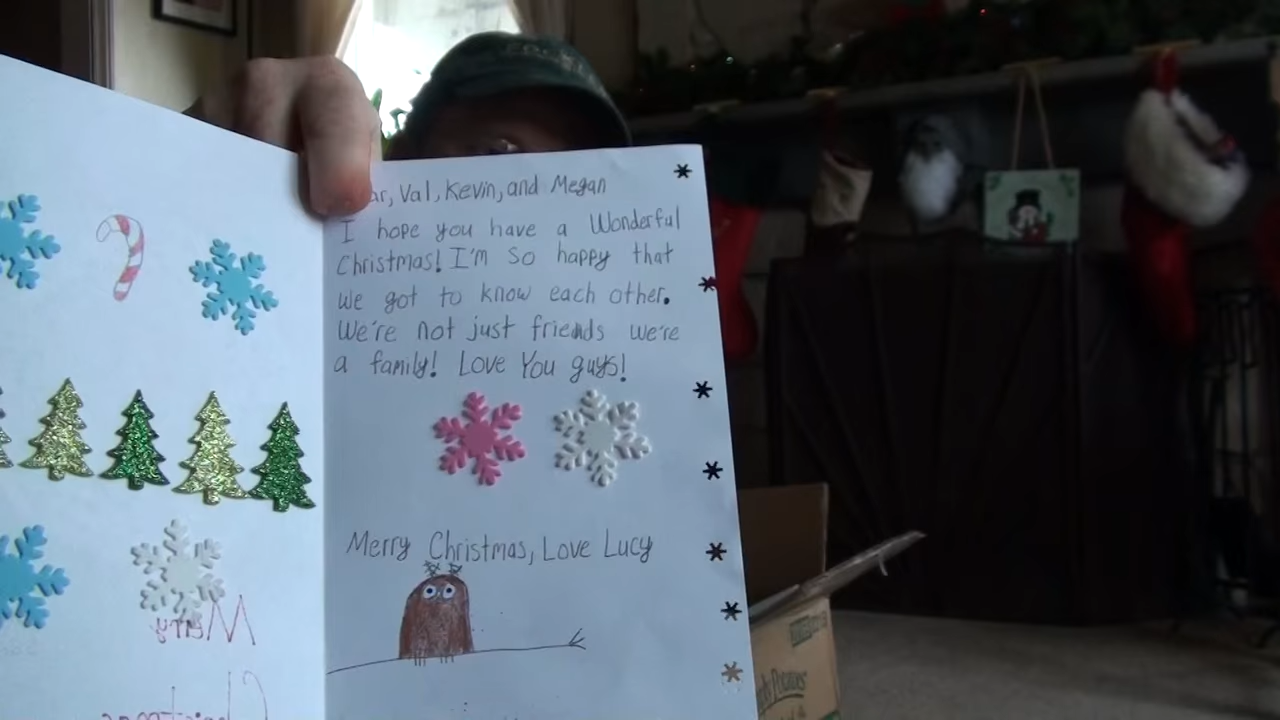 Val, Kevin, and Megan
I hope you have a Wonderful
Christmas! I'm So happy that
we got to know each other.
We're not just friends we're
a family! Love You guys!
Merry Christmas, Love Lucy
Merry